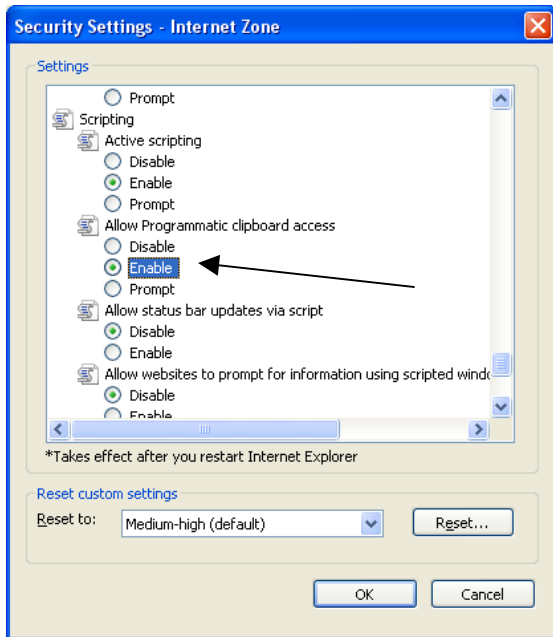 Security Settings - Internet Zone
Settings
Prompt
Scripting
Active scripting
Disable
Enable
Prompt
Allow Programmatic clipboard access
Disable
Enable
Prompt
Allow status bar updates via script
Disable
Enable
Allow websites to prompt for information using scripted windo
Disable
Enable
*Takes effect after you restart Internet Explorer
Reset custom settings
Reset to: Medium-high (default) Reset...
OK Cancel